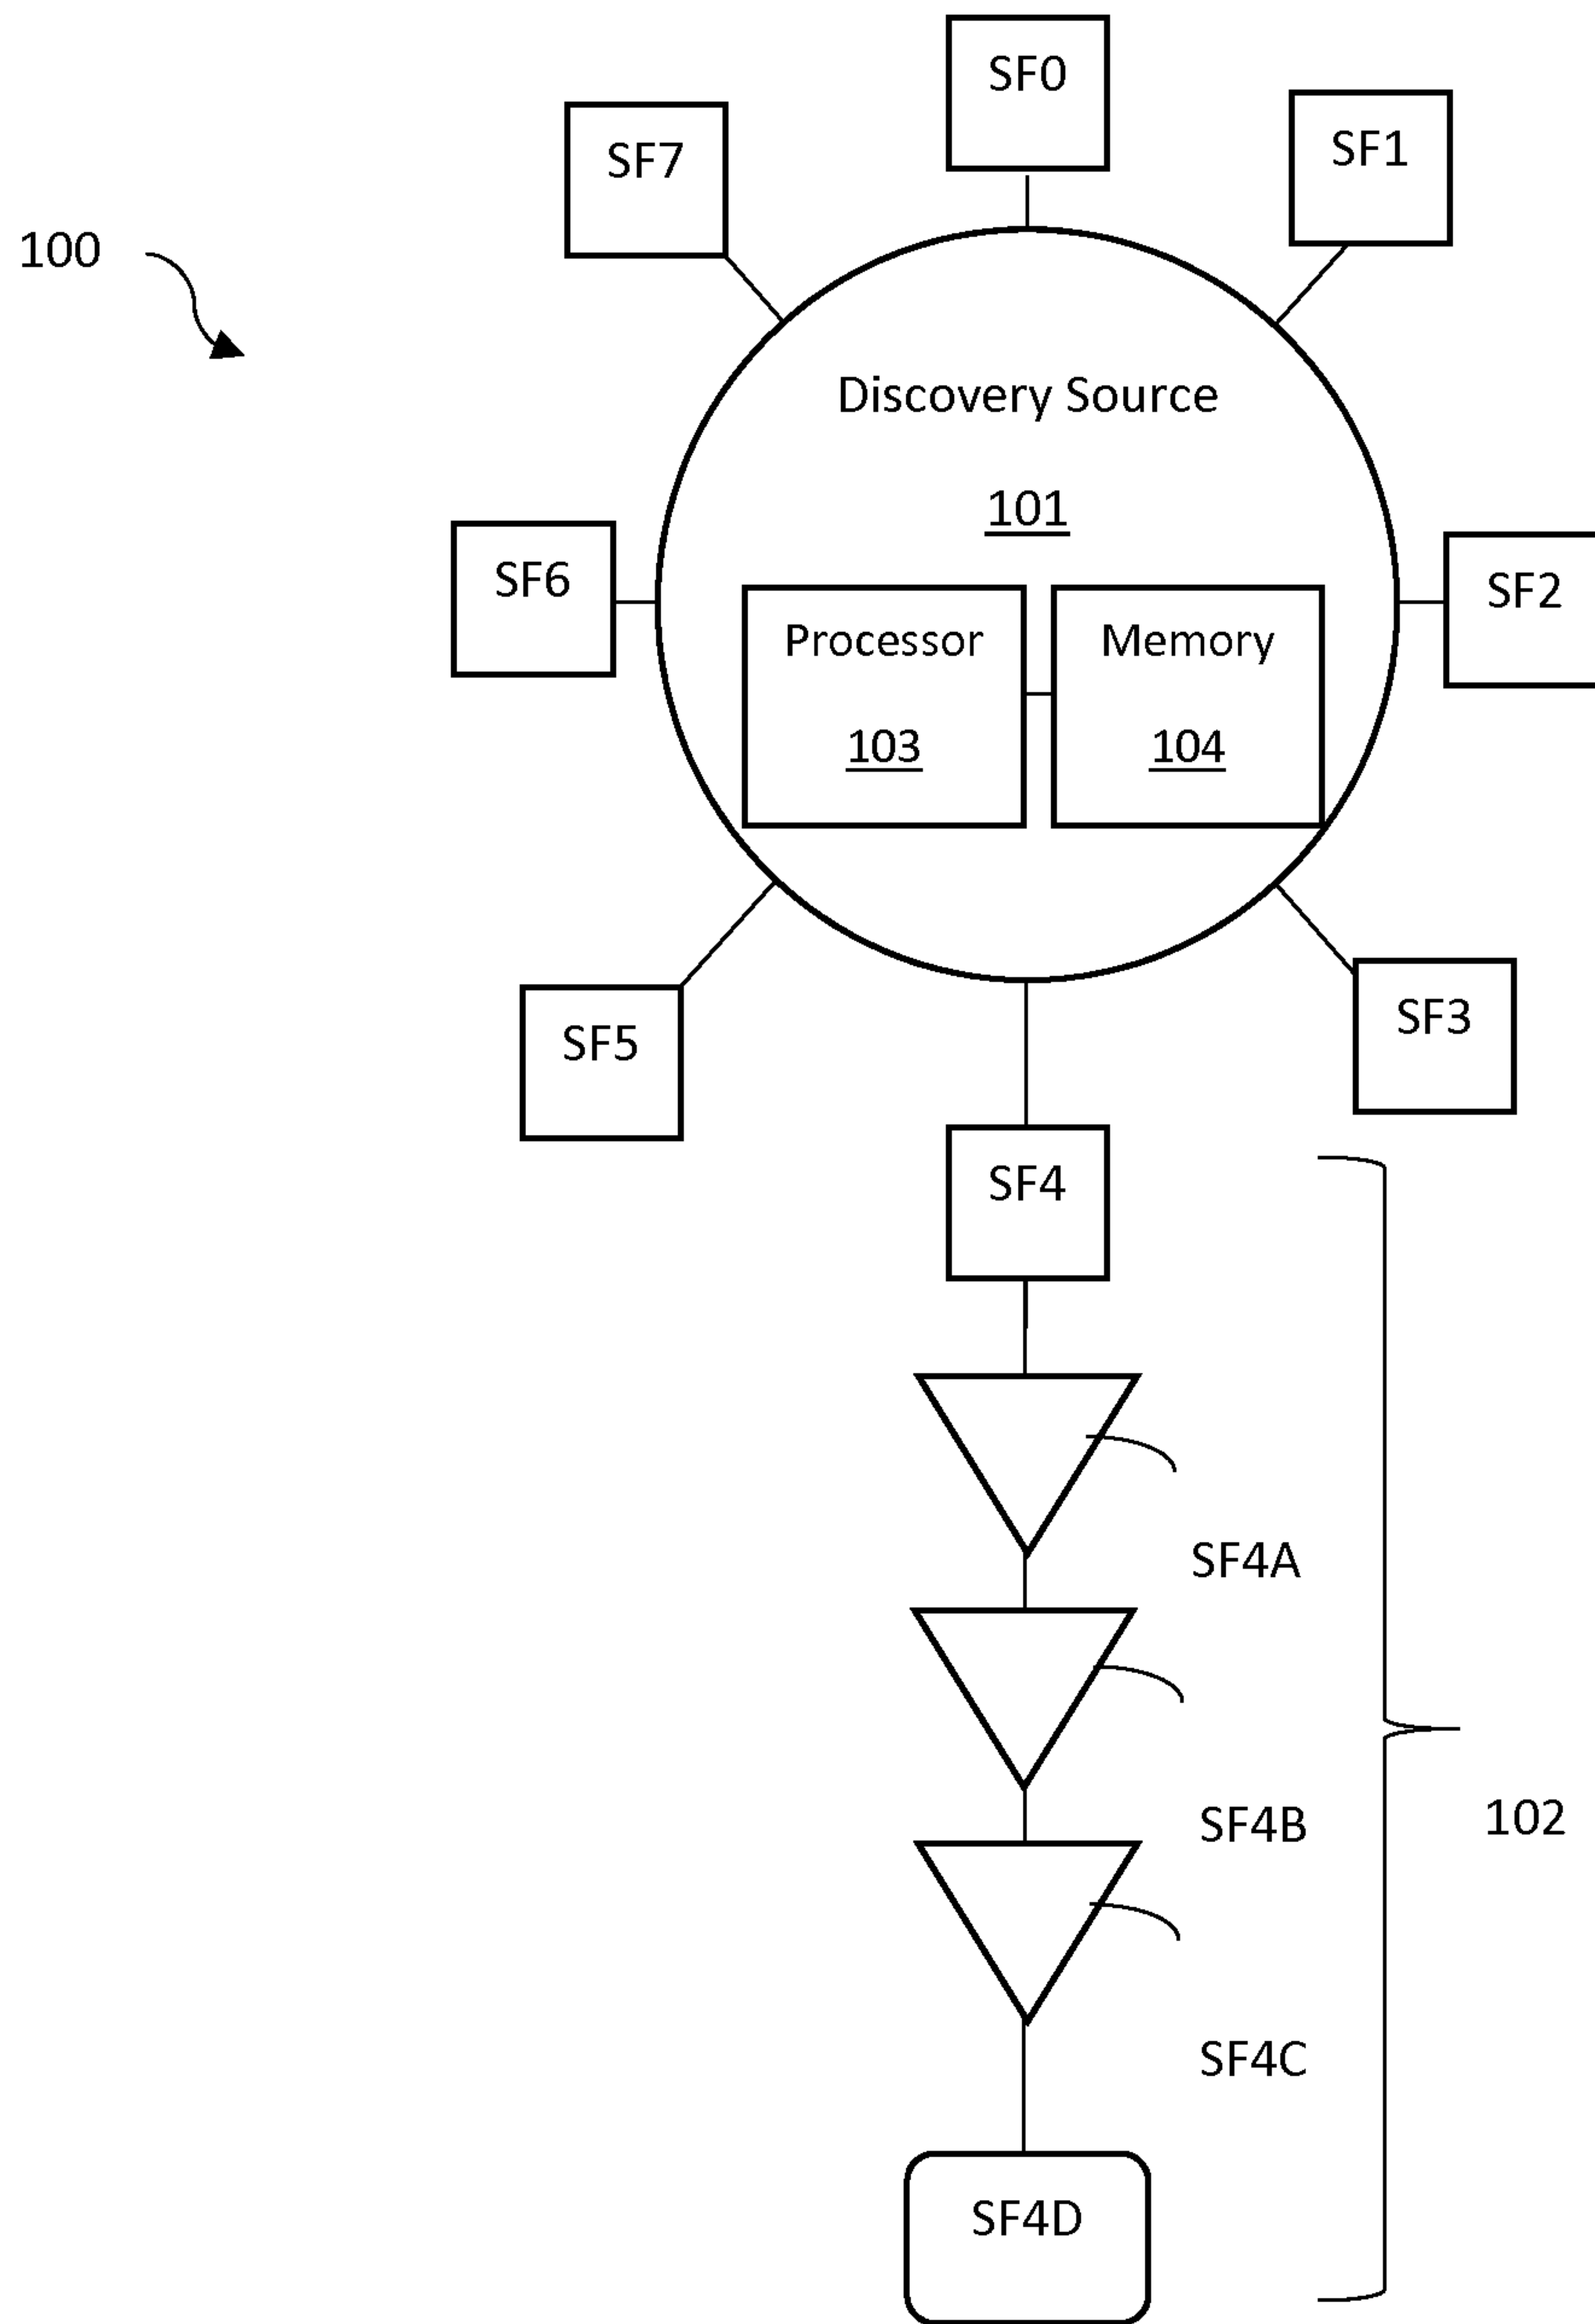 SF0
SF1
SF7
100
Discovery Source
101
SF6
SF2
Processor
Memory
103
104
SF3
SF5
SF4
SF4A
SF4B
102
SF4C
SF4D